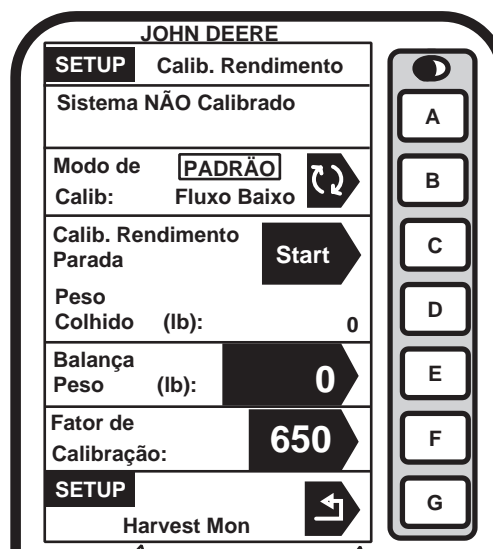 JOHN DEERE
SETUP Calib. Rendimento
Sistema NÃO Calibrado
A
Modo de PADRÄO
Calib: Fluxo Baixo
B
Calib. Rendimento
Parada Start
C
Peso
Colhido (lb): 0
D
Balança
Peso (lb): 0
E
Fator de
Calibração: 650
F
SETUP
Harvest Mon
G